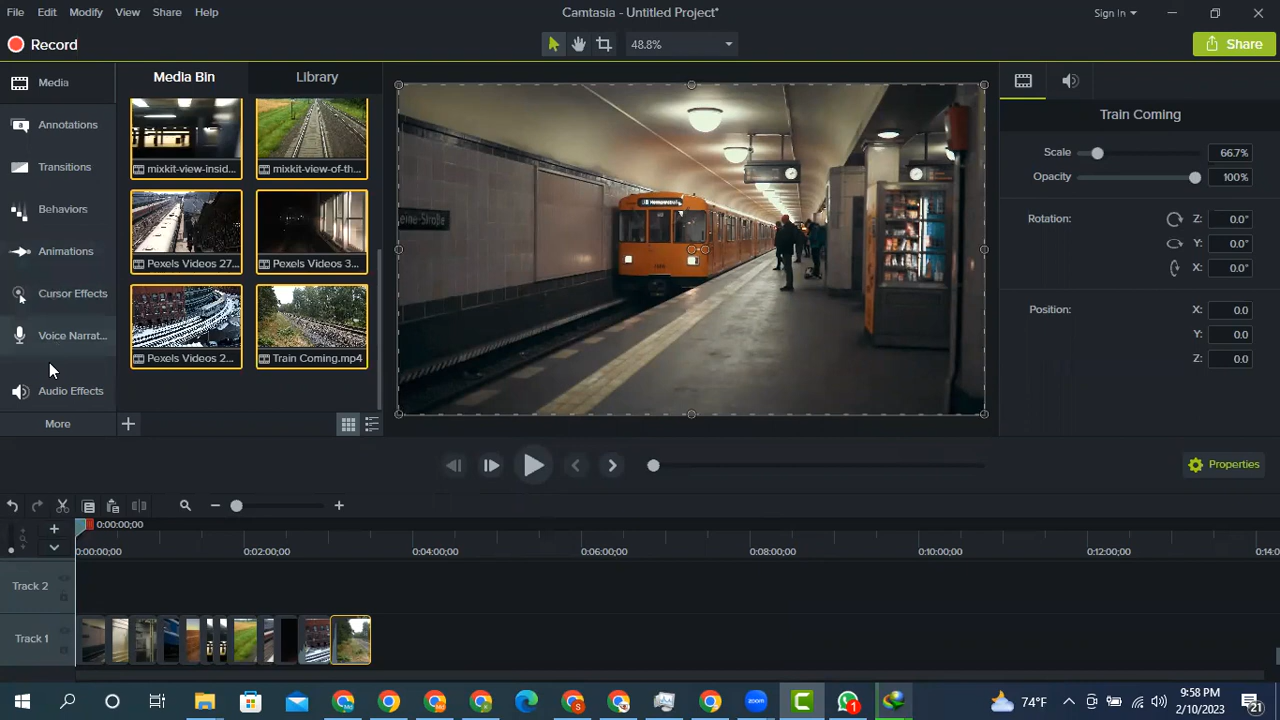 File Edit Modify View Share Help
Camtasia - Untitled Project*
Sign In
Record
48.8%
Share
Media
Annotations
Transitions
Behaviors
Animations
Cursor Effects
Voice Narrat...
Audio Effects
More
Media Bin
Library
mixkit-view-insid...
mixkit-view-of-th...
Pexels Videos 27...
Pexels Videos 3...
Pexels Videos 2...
Train Coming.mp4
Train Coming
Scale 66.7%
Opacity 100%
Rotation: Z: 0.0°
Y: 0.0°
X: 0.0°
Position: X: 0.0
Y: 0.0
Z: 0.0
Properties
0:00:00;00
0:00:00;00 0:02:00;00 0:04:00;00 0:06:00;00 0:08:00;00 0:10:00;00 0:12:00;00 0:14:0
Track 2
Track 1
74°F
9:58 PM
2/10/2023
21